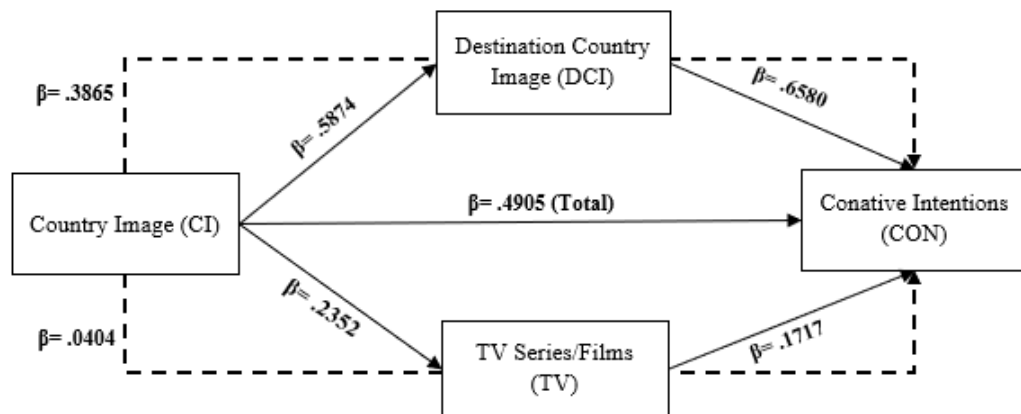 Destination Country
Image (DCI)
β= .3865
β= .5874
β= .6580
Country Image (CI)
β= .4905 (Total)
Conative Intentions
(CON)
β= .0404
β= .2352
β= .1717
TV Series/Films
(TV)